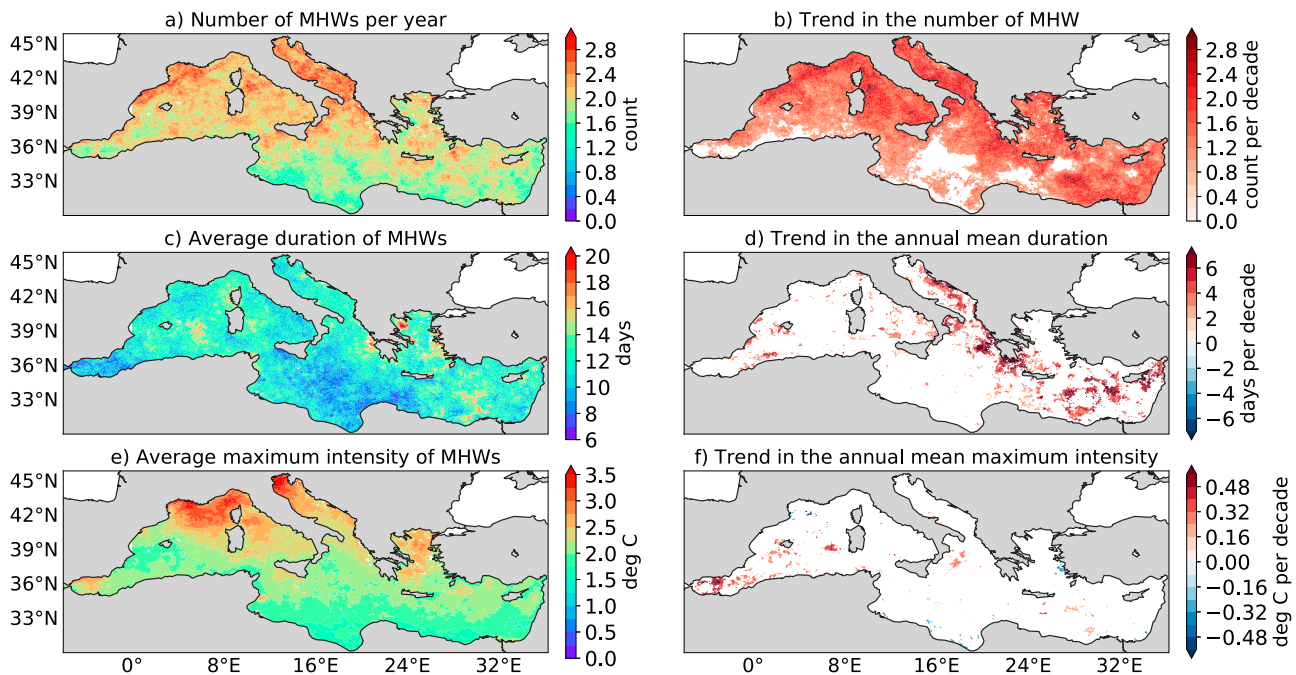 a) Number of MHWs per year
45°N
42°N
39°N
36°N
33°N
2.8
2.4
2.0
1.6
1.2
0.8
0.4
0.0
count
b) Trend in the number of MHW
2.8
2.4
2.0
1.6
1.2
0.8
0.4
0.0
count per decade
c) Average duration of MHWs
45°N
42°N
39°N
36°N
33°N
20
18
16
14
12
10
8
6
days
d) Trend in the annual mean duration
6
4
2
0
−2
−4
−6
days per decade
e) Average maximum intensity of MHWs
45°N
42°N
39°N
36°N
33°N
0°
8°E
16°E
24°E
32°E
3.5
3.0
2.5
2.0
1.5
1.0
0.5
0.0
deg C
f) Trend in the annual mean maximum intensity
0°
8°E
16°E
24°E
32°E
0.48
0.32
0.16
0.00
−0.16
−0.32
−0.48
deg C per decade